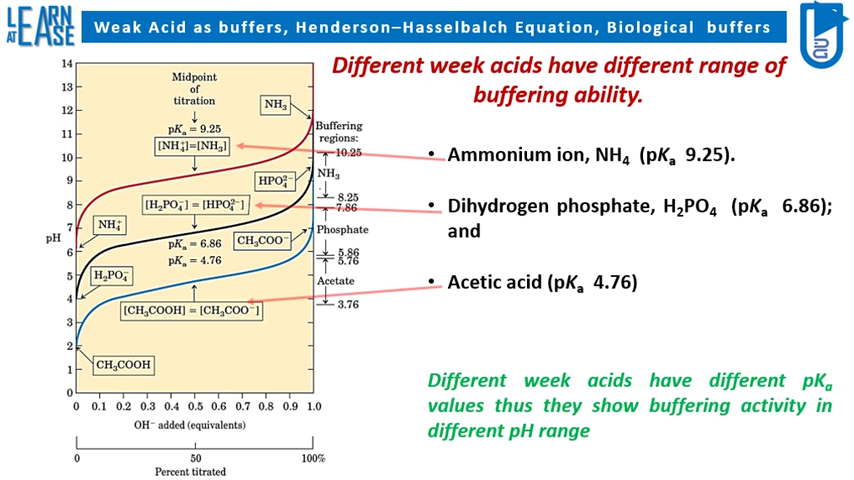 LEARN
AT EASE
Weak Acid as buffers, Henderson–Hasselbalch Equation, Biological buffers
Different week acids have different range of
buffering ability.
• Ammonium ion, NH4 (pKa 9.25).
• Dihydrogen phosphate, H2PO4 (pKa 6.86);
and
• Acetic acid (pKa 4.76)
Different week acids have different pKa
values thus they show buffering activity in
different pH range
14
13
12
11
10
9
8
7
6
5
4
3
2
1
0
pH
Midpoint
of
titration
pKa = 9.25
[NH4+]=[NH3]
NH3
[H2PO4−] = [HPO42−]
HPO42−
NH4+
pKa = 6.86
pKa = 4.76
CH3COO−
H2PO4−
[CH3COOH] = [CH3COO−]
CH3COOH
Buffering
regions:
10.25
NH3
8.25
7.86
Phosphate
5.86
5.76
Acetate
3.76
0 0.1 0.2 0.3 0.4 0.5 0.6 0.7 0.8 0.9 1.0
OH− added (equivalents)
0 50 100%
Percent titrated